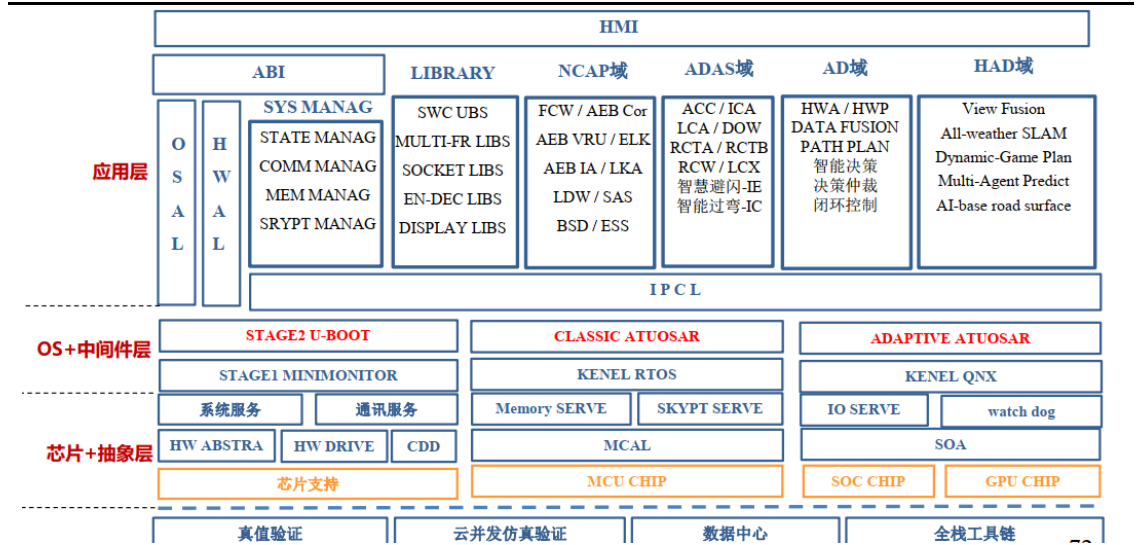 HMI
ABI
LIBRARY
NCAP域
ADAS域
AD域
HAD域
应用层
O
S
A
L
H
W
A
L
SYS MANAG
STATE MANAG
COMM MANAG
MEM MANAG
SRYPT MANAG
SWC UBS
MULTI-FR LIBS
SOCKET LIBS
EN-DEC LIBS
DISPLAY LIBS
FCW / AEB Cor
AEB VRU / ELK
AEB IA / LKA
LDW / SAS
BSD / ESS
ACC / ICA
LCA / DOW
RCTA / RCTB
RCW / LCX
智慧避闪-IE
智能过弯-IC
HWA / HWP
DATA FUSION
PATH PLAN
智能决策
决策仲裁
闭环控制
View Fusion
All-weather SLAM
Dynamic-Game Plan
Multi-Agent Predict
AI-base road surface
I P C L
OS+中间件层
STAGE2 U-BOOT
CLASSIC ATUOSAR
ADAPTIVE ATUOSAR
STAGE1 MINIMONITOR
KENEL RTOS
KENEL QNX
芯片+抽象层
系统服务
通讯服务
Memory SERVE
SKYPT SERVE
IO SERVE
watch dog
HW ABSTRA
HW DRIVE
CDD
MCAL
SOA
芯片支持
MCU CHIP
SOC CHIP
GPU CHIP
真值验证
云并发仿真验证
数据中心
全栈工具链